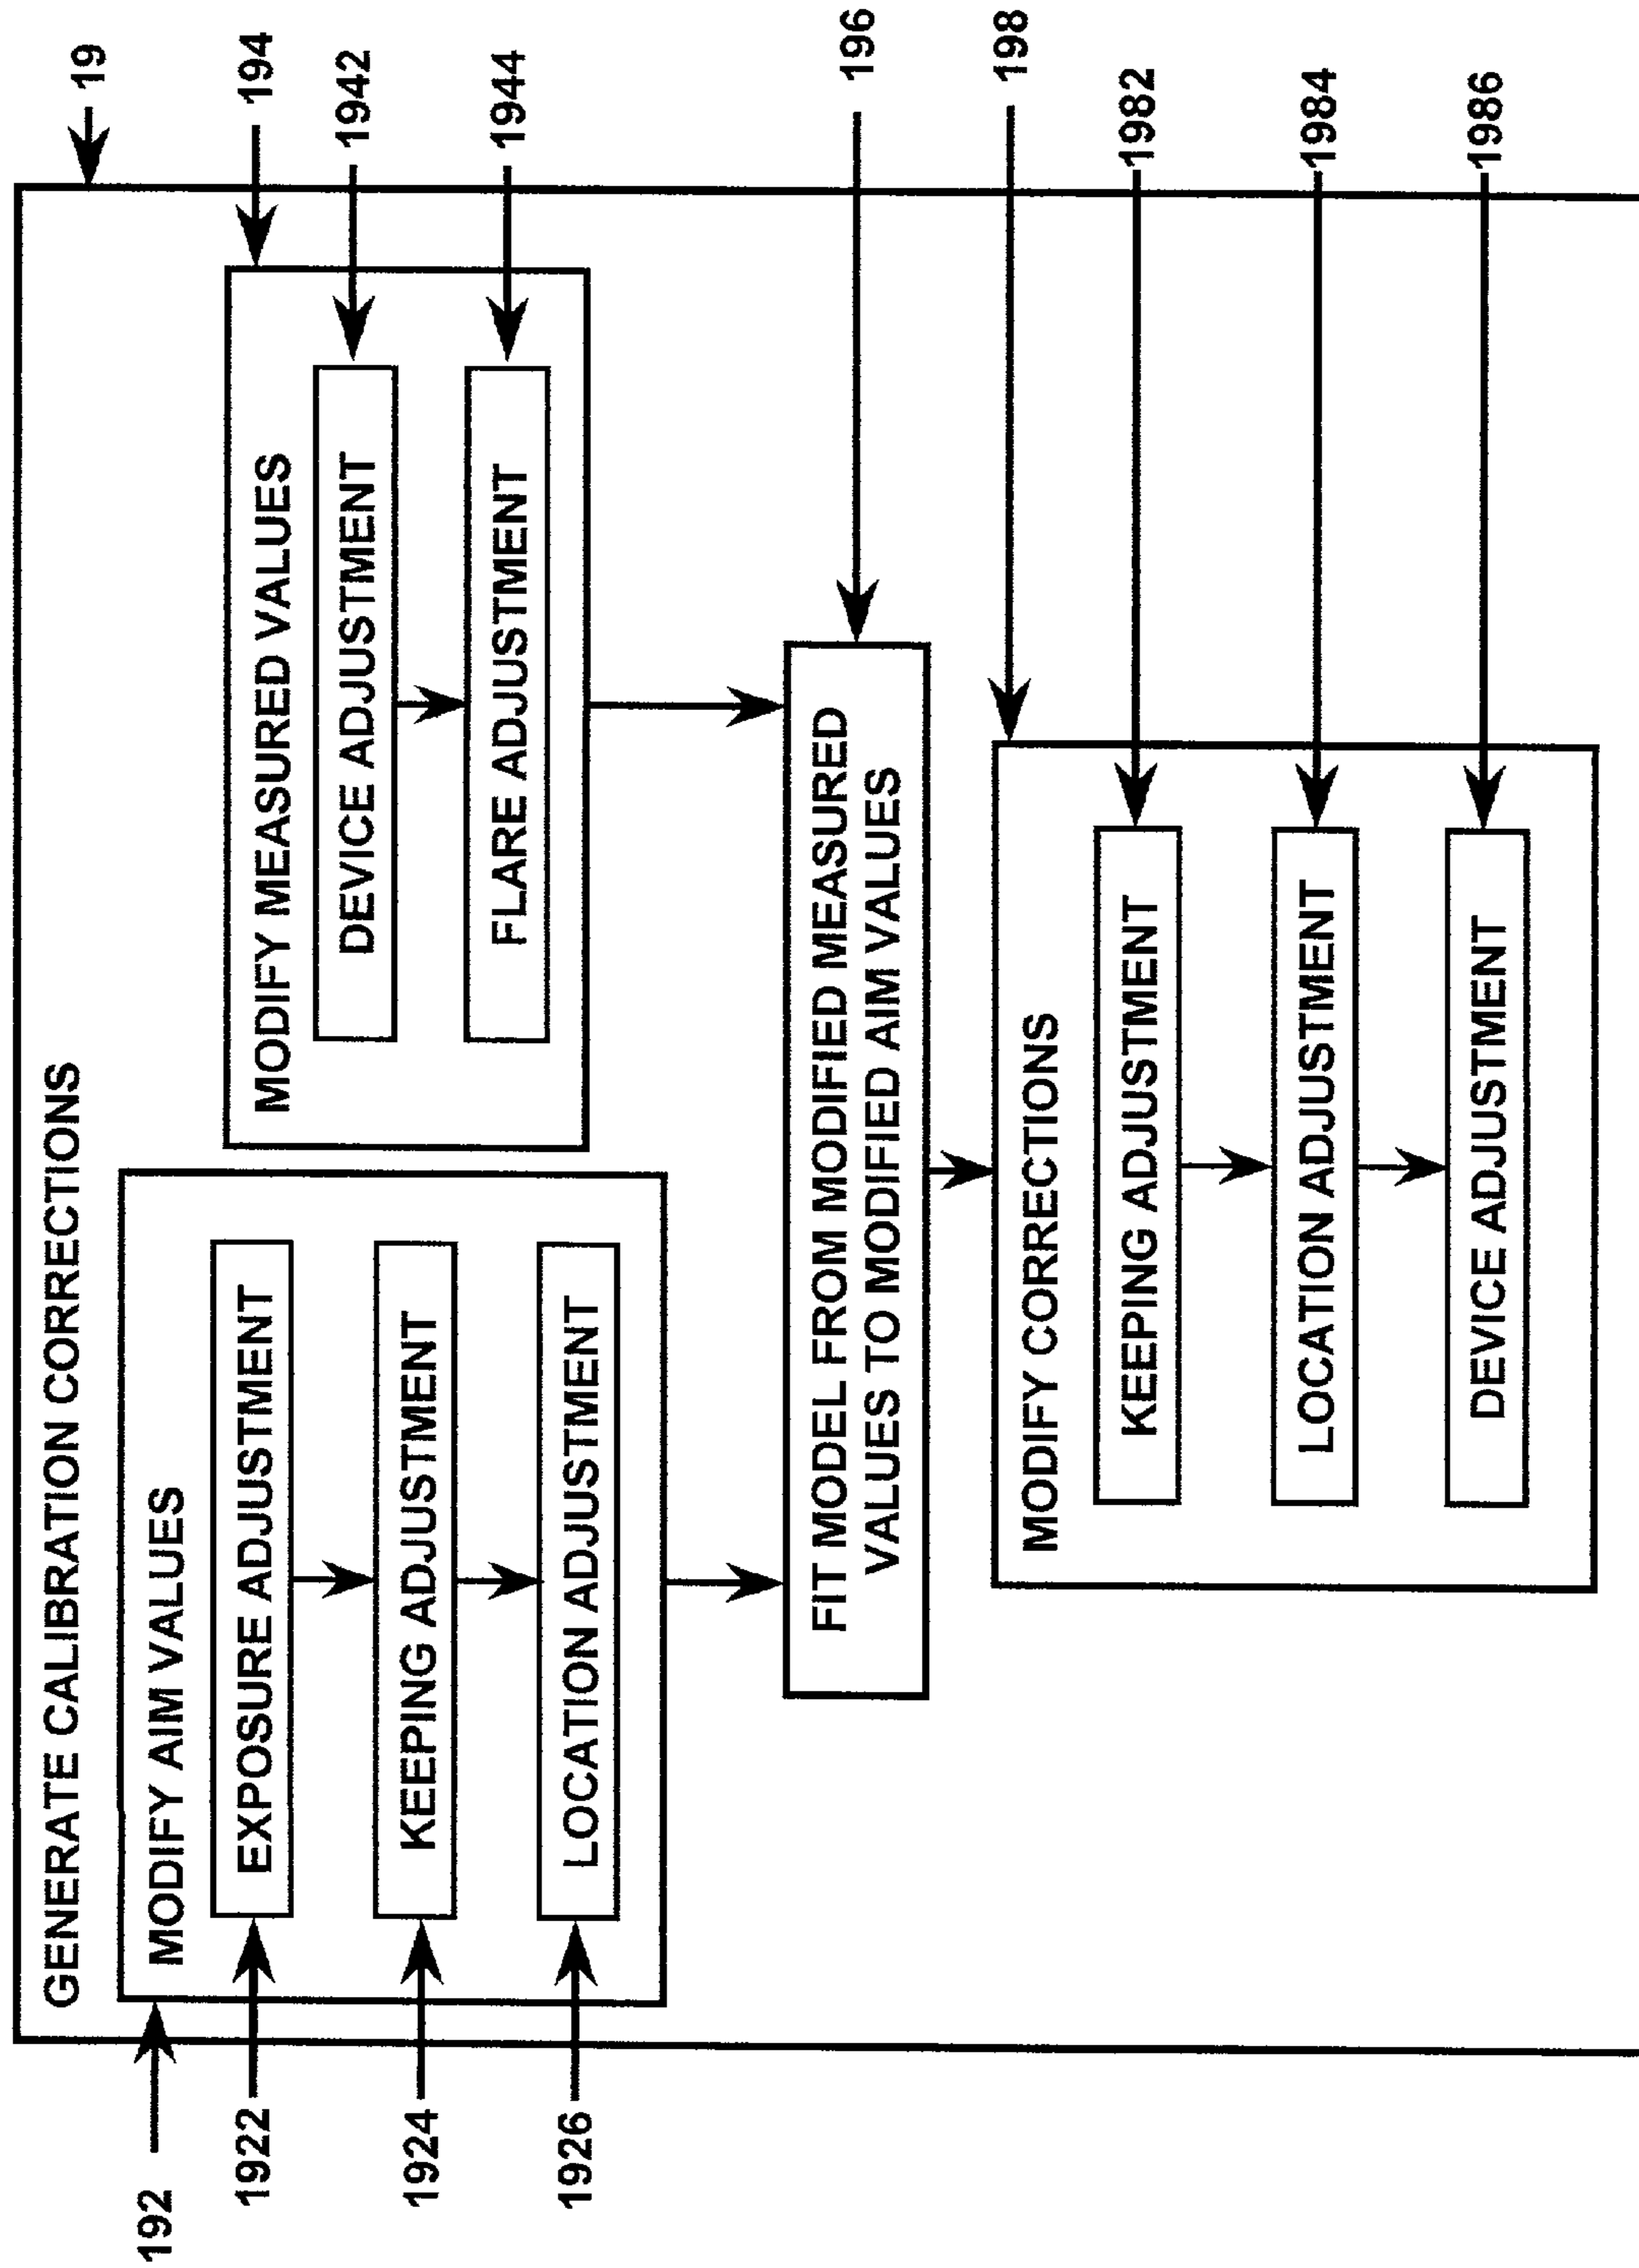 GENERATE CALIBRATION CORRECTIONS
19
192
MODIFY AIM VALUES
1922
EXPOSURE ADJUSTMENT
1924
KEEPING ADJUSTMENT
1926
LOCATION ADJUSTMENT
194
MODIFY MEASURED VALUES
DEVICE ADJUSTMENT
1942
FLARE ADJUSTMENT
1944
FIT MODEL FROM MODIFIED MEASURED
VALUES TO MODIFIED AIM VALUES
196
198
MODIFY CORRECTIONS
KEEPING ADJUSTMENT
1982
LOCATION ADJUSTMENT
1984
DEVICE ADJUSTMENT
1986